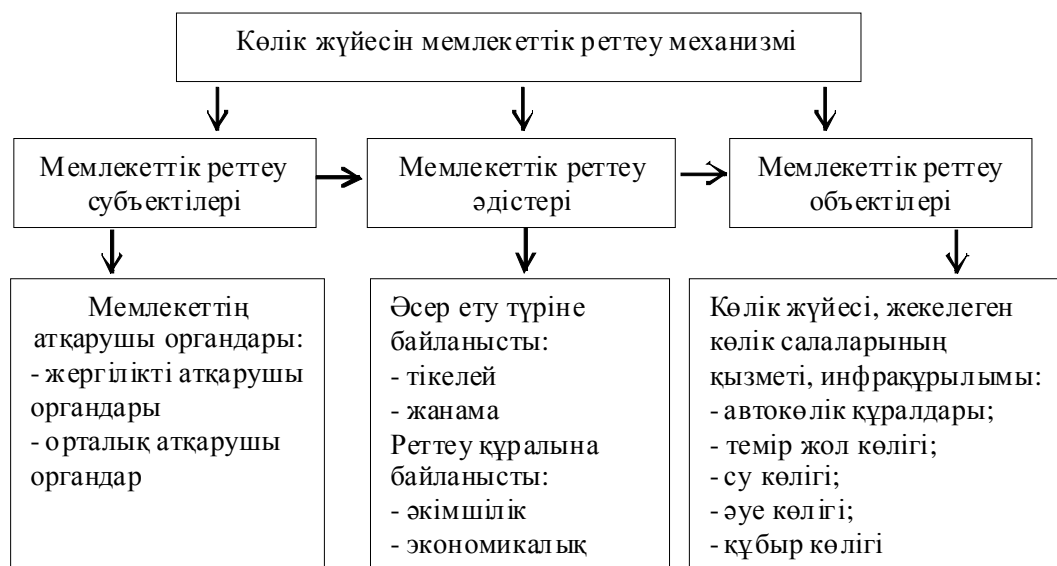 Көлік жүйесін мемлекеттік реттеу механизмі
Мемлекеттік реттеу
субъектілері
Мемлекеттік реттеу
әдістері
Мемлекеттік реттеу
объектілері
Мемлекеттің
атқарушы органдары:
- жергілікті атқарушы
органдары
- орталық атқарушы
органдар
Әсер ету түріне
байланысты:
- тікелей
- жанама
Реттеу құралына
байланысты:
- әкімшілік
- экономикалық
Көлік жүйесі, жекелеген
көлік салаларының
қызметі, инфрақұрылымы:
- автокөлік құралдары;
- темір жол көлігі;
- су көлігі;
- әуе көлігі;
- құбыр көлігі